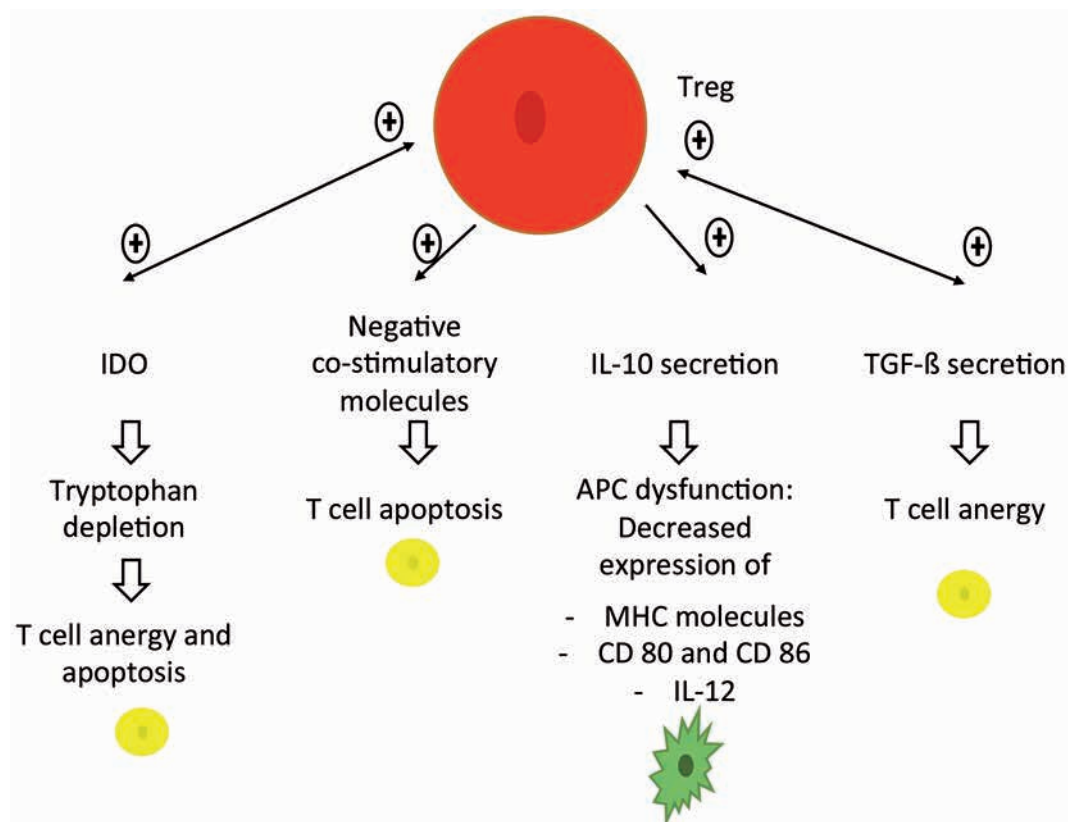 Treg
IDO
Tryptophan
depletion
T cell anergy and
apoptosis
Negative
co-stimulatory
molecules
T cell apoptosis
IL-10 secretion
APC dysfunction:
Decreased
expression of
- MHC molecules
- CD 80 and CD 86
- IL-12
TGF-ß secretion
T cell anergy